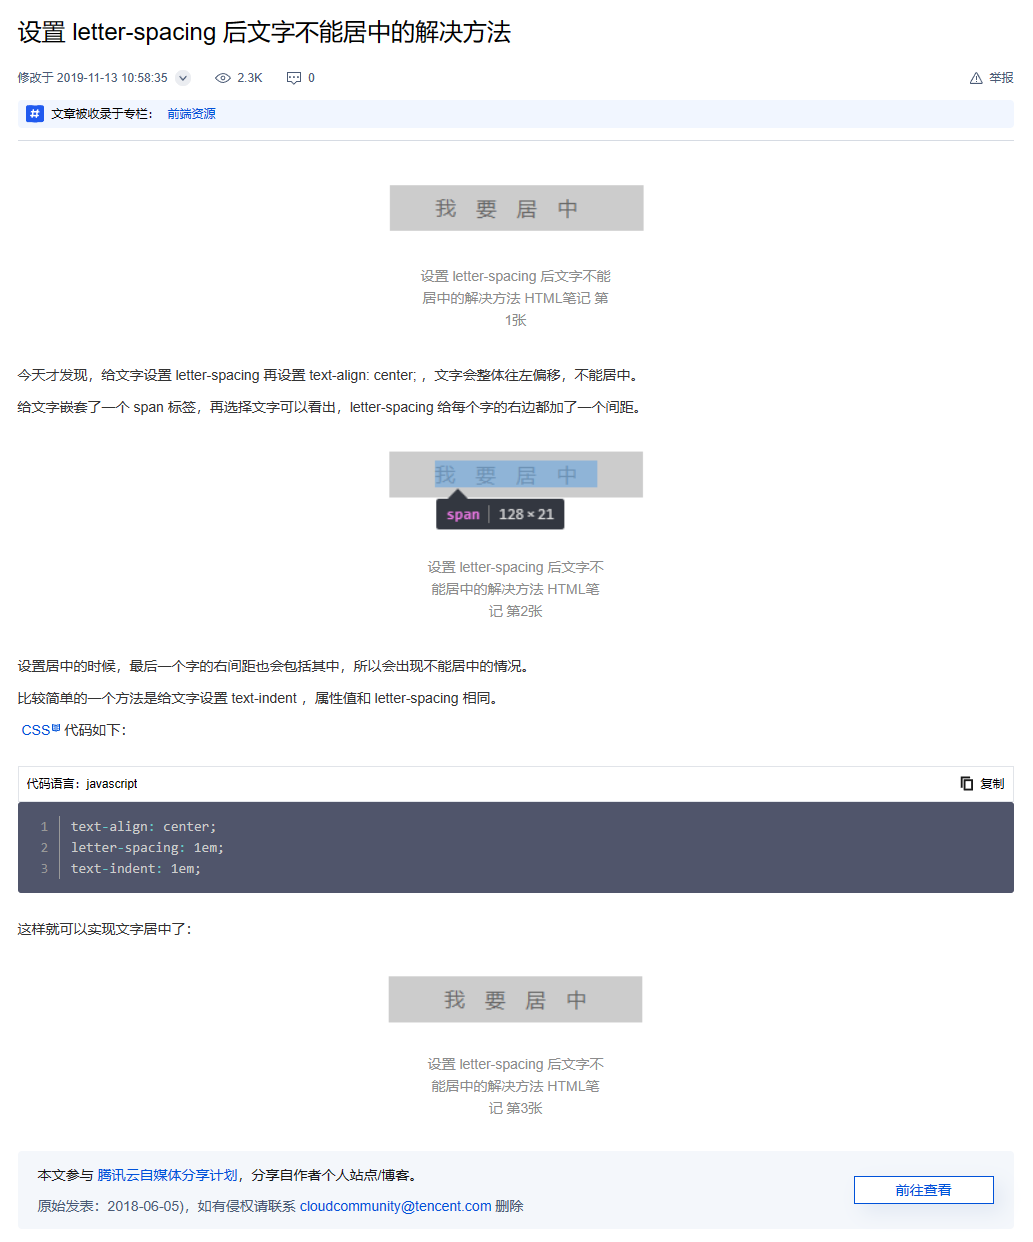 设置 letter-spacing 后文字不能居中的解决方法
修改于 2019-11-13 10:58:35 2.3K 0 举报
# 文章被收录于专栏： 前端资源
我 要 居 中
设置 letter-spacing 后文字不能
居中的解决方法 HTML笔记 第
1张
今天才发现，给文字设置 letter-spacing 再设置 text-align: center; ，文字会整体往左偏移，不能居中。
给文字嵌套了一个 span 标签，再选择文字可以看出，letter-spacing 给每个字的右边都加了一个间距。
我 要 居 中
span | 128 × 21
设置 letter-spacing 后文字不
能居中的解决方法 HTML笔
记 第2张
设置居中的时候，最后一个字的右间距也会包括其中，所以会出现不能居中的情况。
比较简单的一个方法是给文字设置 text-indent ，属性值和 letter-spacing 相同。
CSS 代码如下：
代码语言：javascript 复制
1 text-align: center;
2 letter-spacing: 1em;
3 text-indent: 1em;
这样就可以实现文字居中了：
我 要 居 中
设置 letter-spacing 后文字不
能居中的解决方法 HTML笔
记 第3张
本文参与 腾讯云自媒体分享计划，分享自作者个人站点/博客。
原始发表：2018-06-05)，如有侵权请联系 cloudcommunity@tencent.com 删除
前往查看